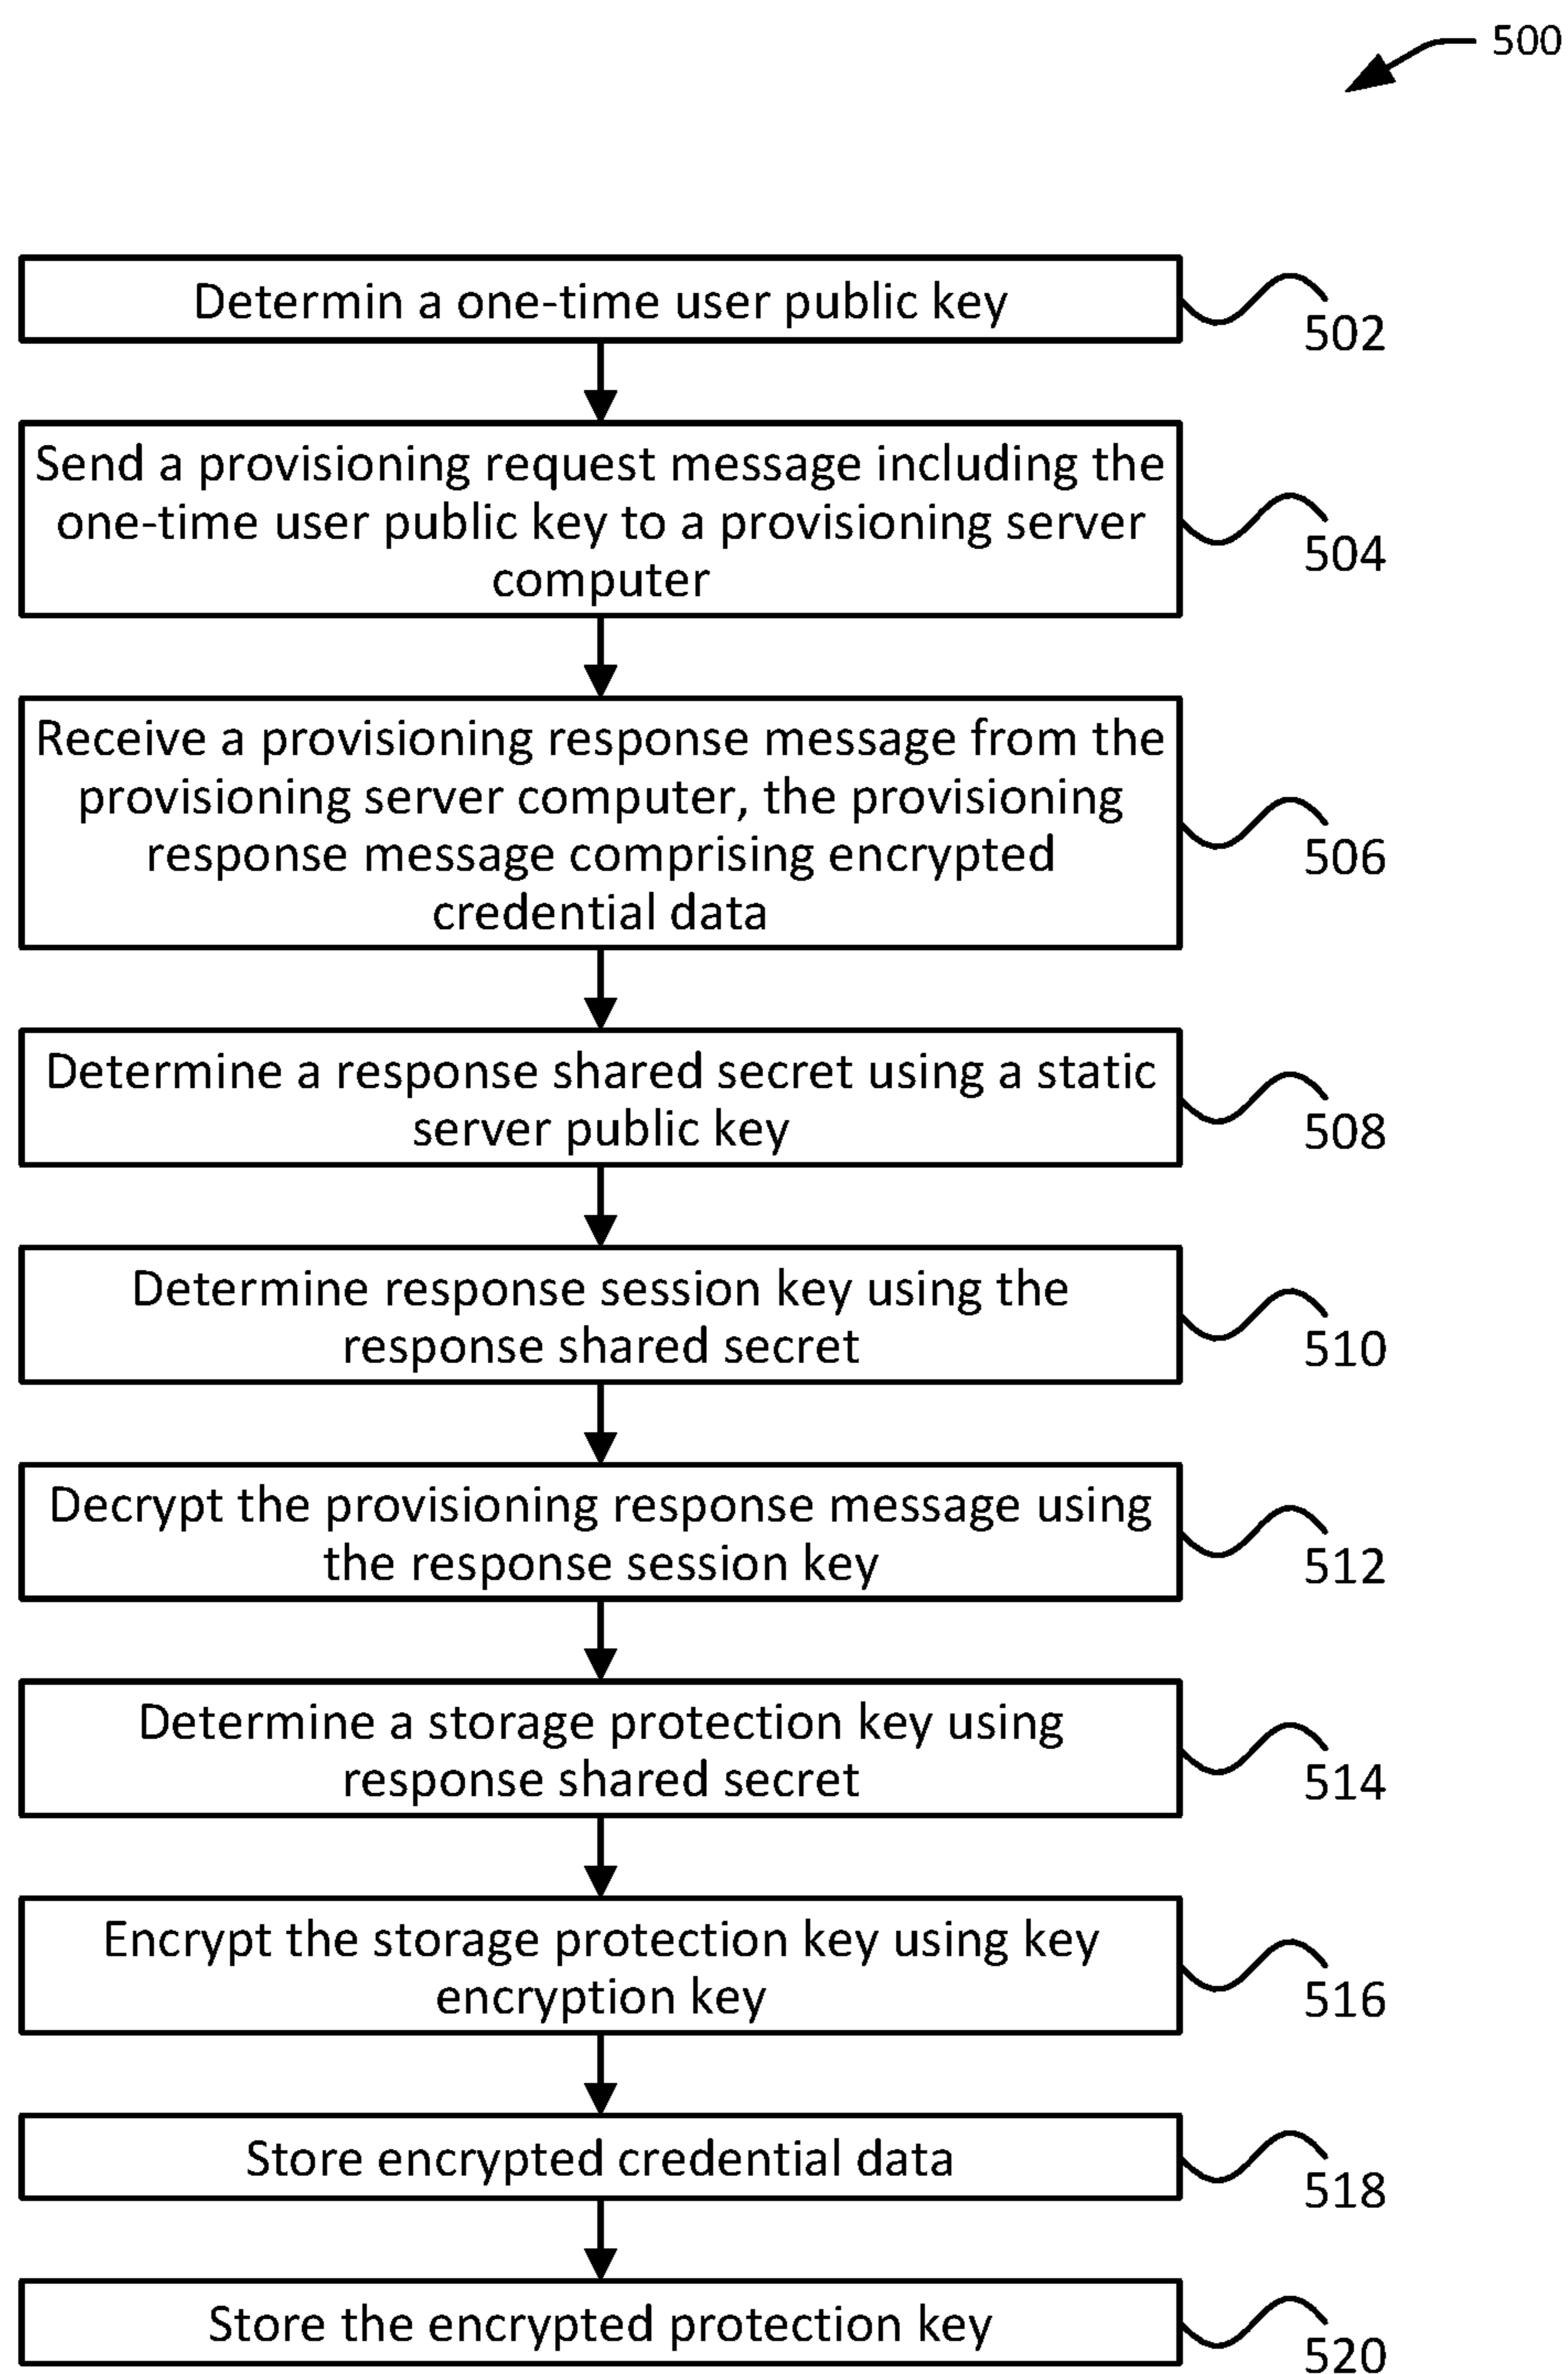 500
Determin a one-time user public key
502
Send a provisioning request message including the
one-time user public key to a provisioning server
computer
504
Receive a provisioning response message from the
provisioning server computer, the provisioning
response message comprising encrypted
credential data
506
Determine a response shared secret using a static
server public key
508
Determine response session key using the
response shared secret
510
Decrypt the provisioning response message using
the response session key
512
Determine a storage protection key using
response shared secret
514
Encrypt the storage protection key using key
encryption key
516
Store encrypted credential data
518
Store the encrypted protection key
520